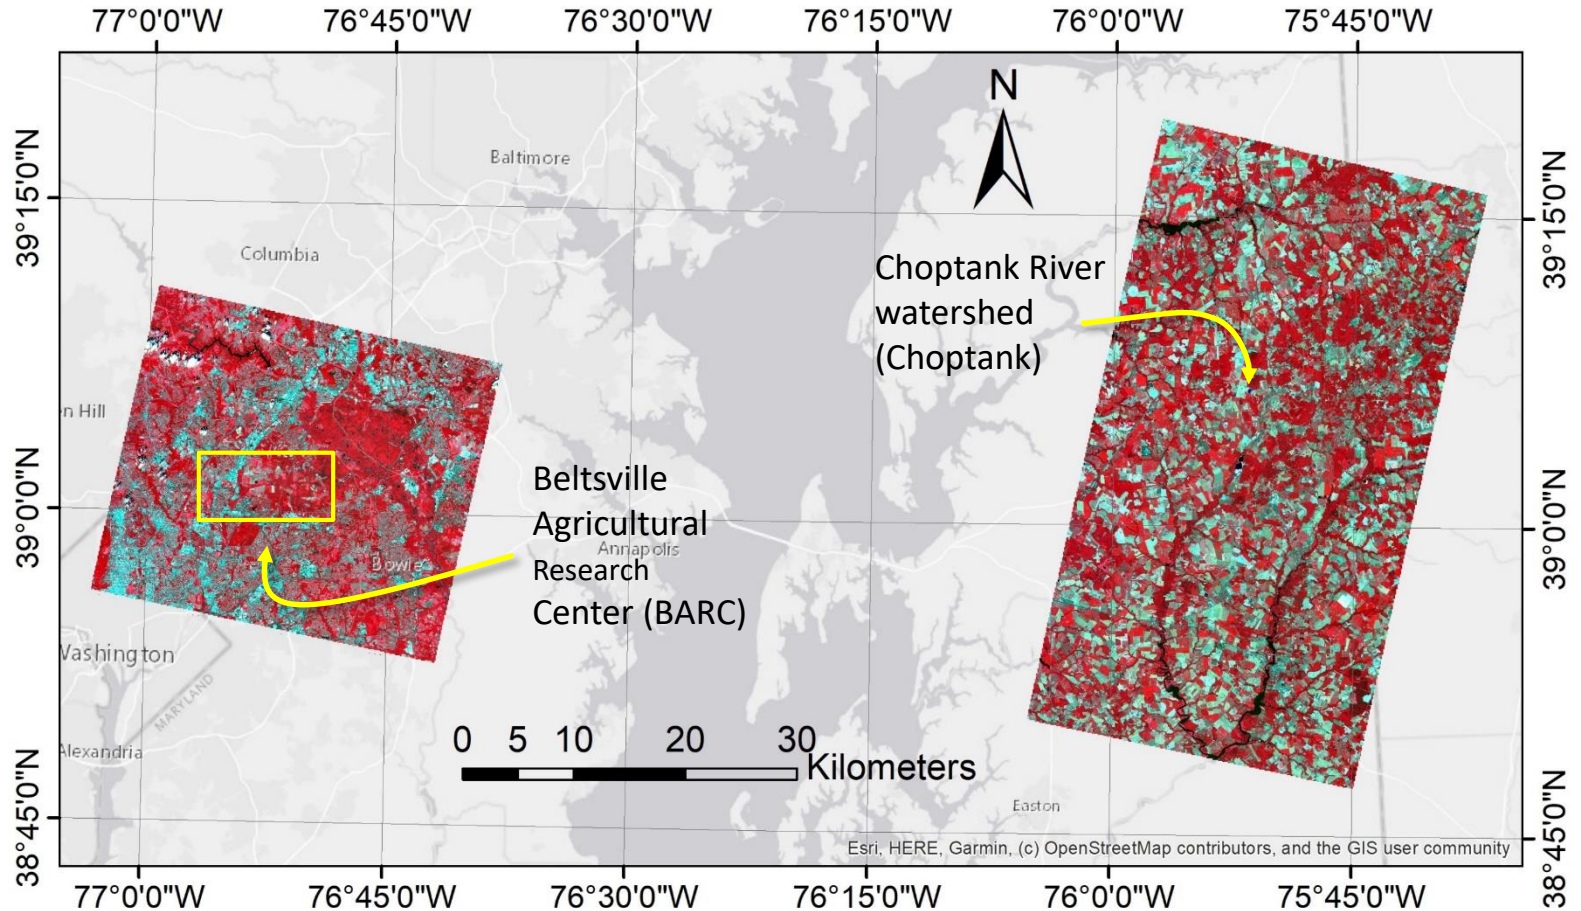 77°0'0"W 76°45'0"W 76°30'0"W 76°15'0"W 76°0'0"W 75°45'0"W
N
Baltimore
39°15'0"N
39°15'0"N
Columbia
Choptank River
watershed
(Choptank)
n Hill
39°0'0"N
39°0'0"N
Beltsville
Agricultural
Research
Center (BARC)
Annapolis
Bowie
Washington
MARYLAND
Alexandria
0 5 10 20 30
Kilometers
Easton
38°45'0"N
38°45'0"N
Esri, HERE, Garmin, (c) OpenStreetMap contributors, and the GIS user community
77°0'0"W 76°45'0"W 76°30'0"W 76°15'0"W 76°0'0"W 75°45'0"W